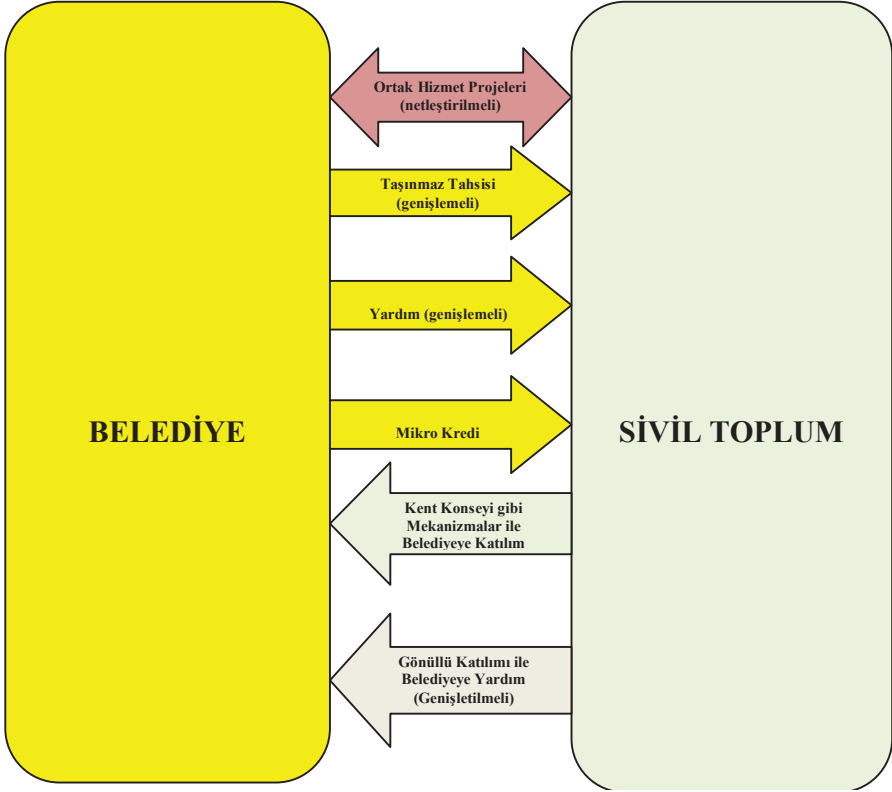 Ortak Hizmet Projeleri
(netleştirilmeli)
Taşınmaz Tahsisi
(genişlemeli)
Yardım (genişlemeli)
BELEDİYE
SİVİL TOPLUM
Mikro Kredi
Kent Konseyi gibi
Mekanizmalar ile
Belediyeye Katılım
Gönüllü Katılımı ile
Belediyeye Yardım
(Genişletilmeli)